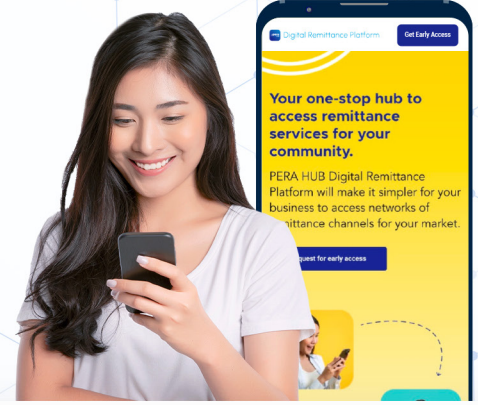 Digital Remittance Platform
Get Early Access
Your one-stop hub to
access remittance
services for your
community.
PERA HUB Digital Remittance
Platform will make it simpler for your
business to access networks of
mittance channels for your market.
quest for early access